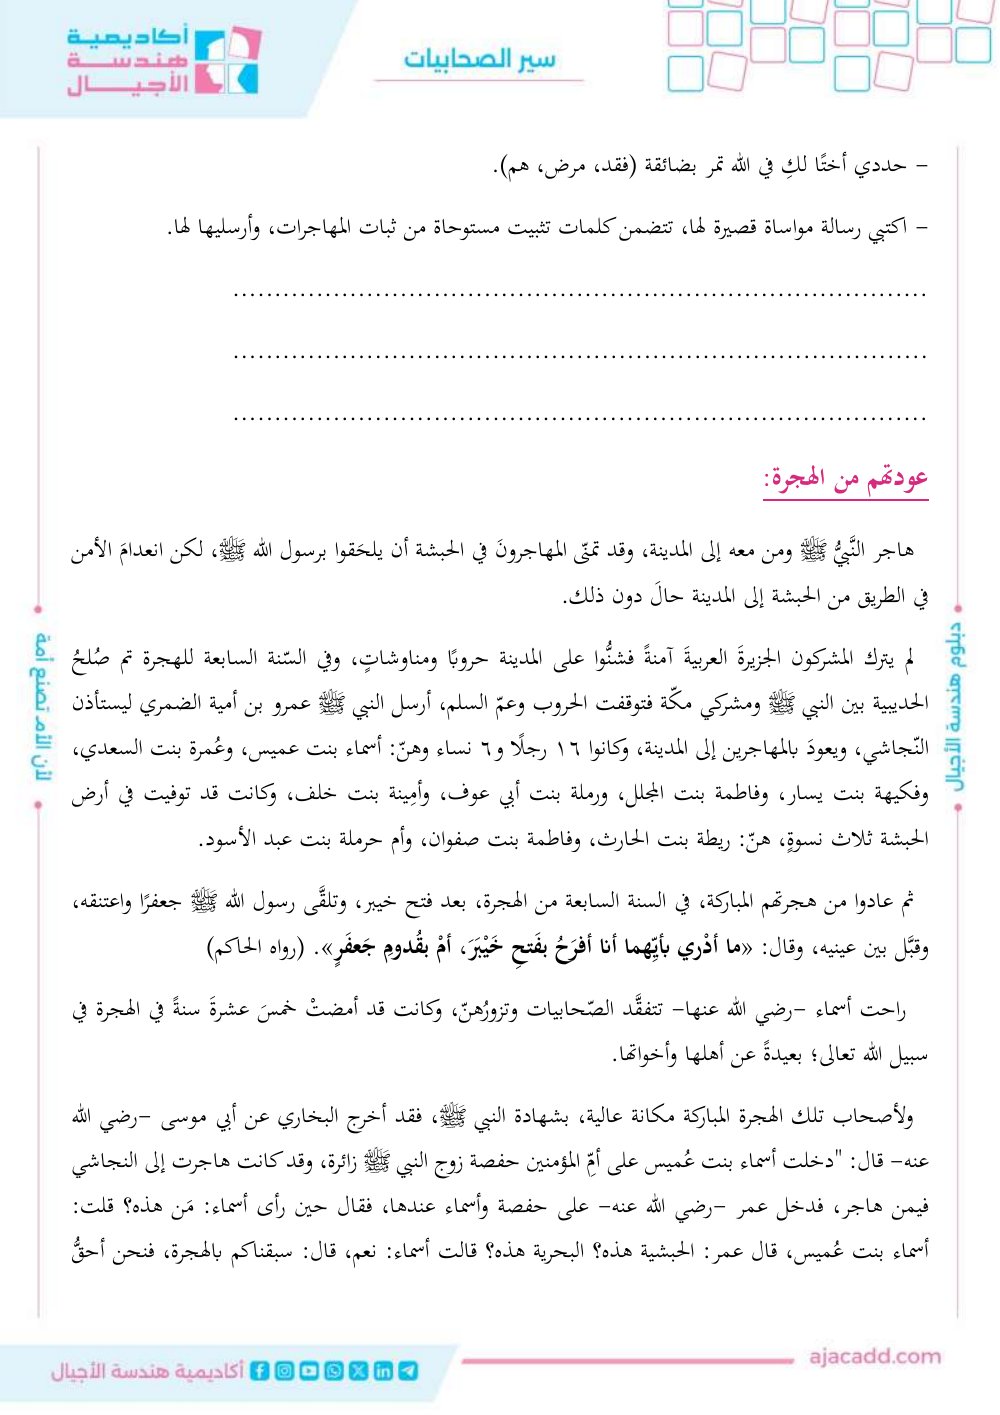 أكاديمية
هندسة
الأجيال
سير الصحابيات
– حددي أختًا لكِ في الله تمر بضائقة (فقد، مرض، هم).
– اكتبي رسالة مواساة قصيرة لها، تتضمن كلمات تثبيت مستوحاة من ثبات المهاجرات، وأرسليها لها.
....................................................................................
....................................................................................
....................................................................................
عودتهم من الهجرة:
هاجر النَّبيُّ ﷺ ومن معه إلى المدينة، وقد تمنّى المهاجرونَ في الحبشة أن يلحَقوا برسول الله ﷺ، لكن انعدامَ الأمن
في الطريق من الحبشة إلى المدينة حالَ دون ذلك.
لم يترك المشركون الجزيرةَ العربيةَ آمنةً فشنُّوا على المدينة حروبًا ومناوشاتٍ، وفي السّنة السابعة للهجرة تم صُلحُ
الحديبية بين النبي ﷺ ومشركي مكّة فتوقفت الحروب وعمّ السلم، أرسل النبي ﷺ عمرو بن أمية الضمري ليستأذن
النّجاشي، ويعودَ بالمهاجرين إلى المدينة، وكانوا ١٦ رجلًا و٦ نساء وهنّ: أسماء بنت عميس، وعُمرة بنت السعدي،
وفكيهة بنت يسار، وفاطمة بنت المجلل، ورملة بنت أبي عوف، وأمِينة بنت خلف، وكانت قد توفيت في أرض
الحبشة ثلاث نسوةٍ، هنّ: ريطة بنت الحارث، وفاطمة بنت صفوان، وأم حرملة بنت عبد الأسود.
ثم عادوا من هجرتهم المباركة، في السنة السابعة من الهجرة، بعد فتح خيبر، وتلقَّى رسول الله ﷺ جعفرًا واعتنقه،
وقبَّل بين عينيه، وقال: «ما أدْري بأيِّهما أنا أفرَحُ بفَتحِ خَيْبَرَ، أمْ بقُدومِ جَعفَرٍ». (رواه الحاكم)
راحت أسماء –رضي الله عنها– تتفقَّد الصّحابيات وتزورُهنّ، وكانت قد أمضتْ خمسَ عشرةَ سنةً في الهجرة في
سبيل الله تعالى؛ بعيدةً عن أهلها وأخواتها.
ولأصحاب تلك الهجرة المباركة مكانة عالية، بشهادة النبي ﷺ، فقد أخرج البخاري عن أبي موسى –رضي الله
عنه– قال: "دخلت أسماء بنت عُميس على أمِّ المؤمنين حفصة زوج النبي ﷺ زائرة، وقد كانت هاجرت إلى النجاشي
فيمن هاجر، فدخل عمر –رضي الله عنه– على حفصة وأسماء عندها، فقال حين رأى أسماء: مَن هذه؟ قلت:
أسماء بنت عُميس، قال عمر: الحبشية هذه؟ البحرية هذه؟ قالت أسماء: نعم، قال: سبقناكم بالهجرة، فنحن أحقُّ
دبلوم هندسة الأجيال
لأن الأم تصنع أمة
ajacadd.com
أكاديمية هندسة الأجيال